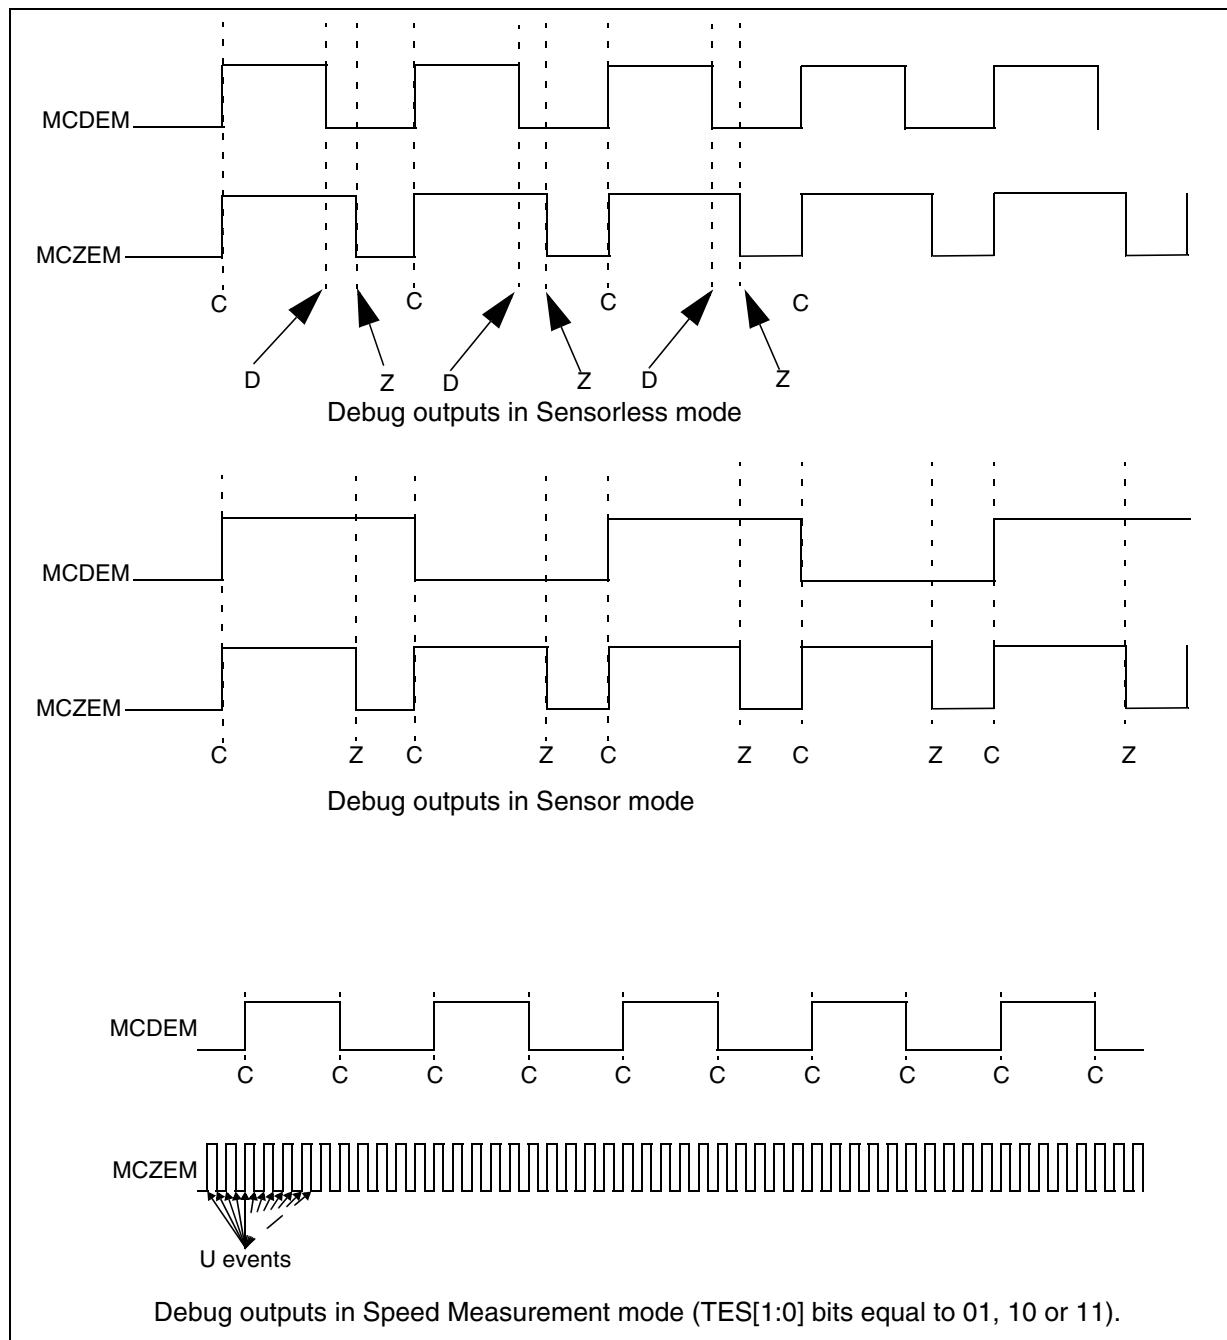 MCDEM
MCZEM
C C C C
D Z D Z D Z
Debug outputs in Sensorless mode
MCDEM
MCZEM
C Z C Z C Z C Z C Z
Debug outputs in Sensor mode
MCDEM
C C C C C C C C C C
MCZEM
U events
Debug outputs in Speed Measurement mode (TES[1:0] bits equal to 01, 10 or 11).